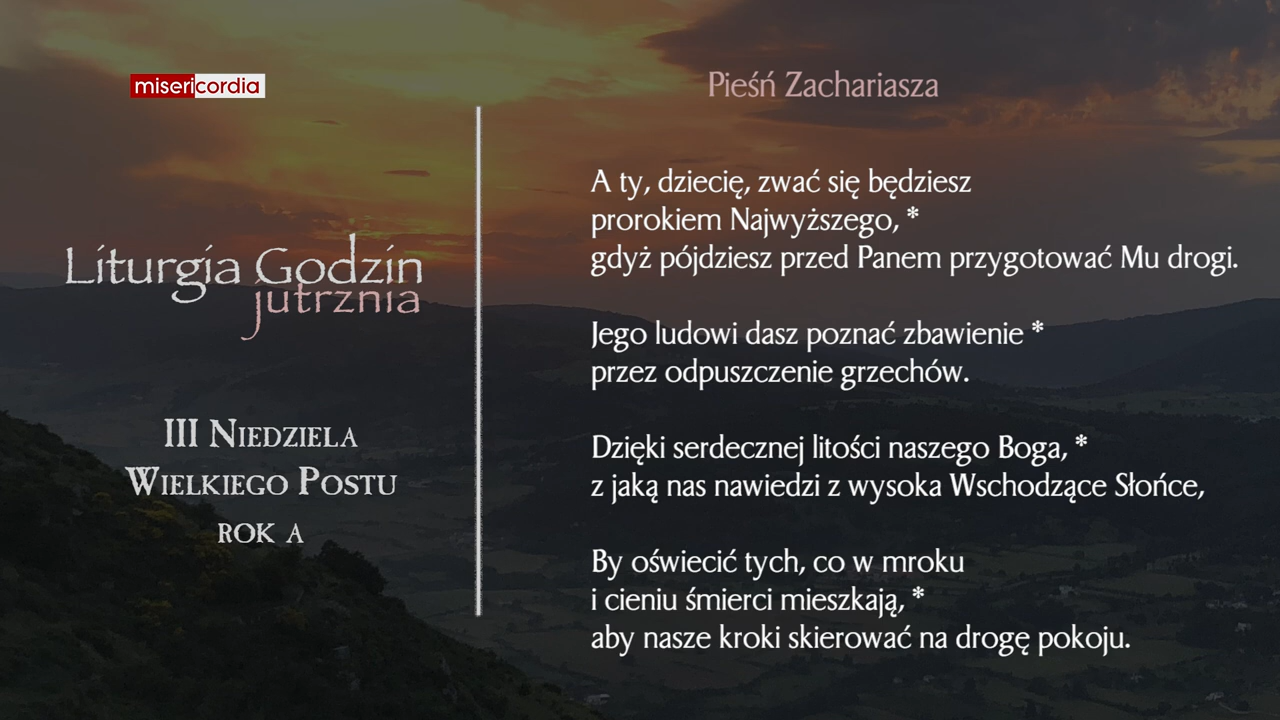 misericordia
Liturgia Godzin
jutrznia
III Niedziela
Wielkiego Postu
rok a
Pieśń Zachariasza
A ty, dziecię, zwać się będziesz
prorokiem Najwyższego, *
gdyż pójdziesz przed Panem przygotować Mu drogi.
Jego ludowi dasz poznać zbawienie *
przez odpuszczenie grzechów.
Dzięki serdecznej litości naszego Boga, *
z jaką nas nawiedzi z wysoka Wschodzące Słońce,
By oświecić tych, co w mroku
i cieniu śmierci mieszkają, *
aby nasze kroki skierować na drogę pokoju.